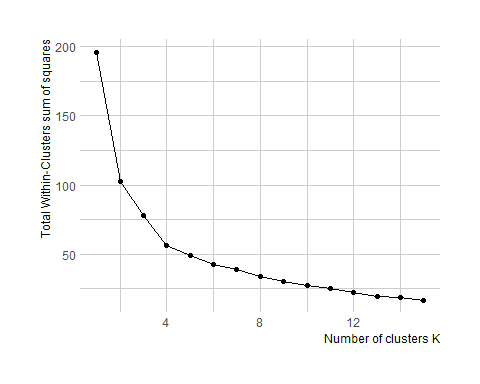 Total Within-Clusters sum of squares
200
150
100
50
4 8 12
Number of clusters K